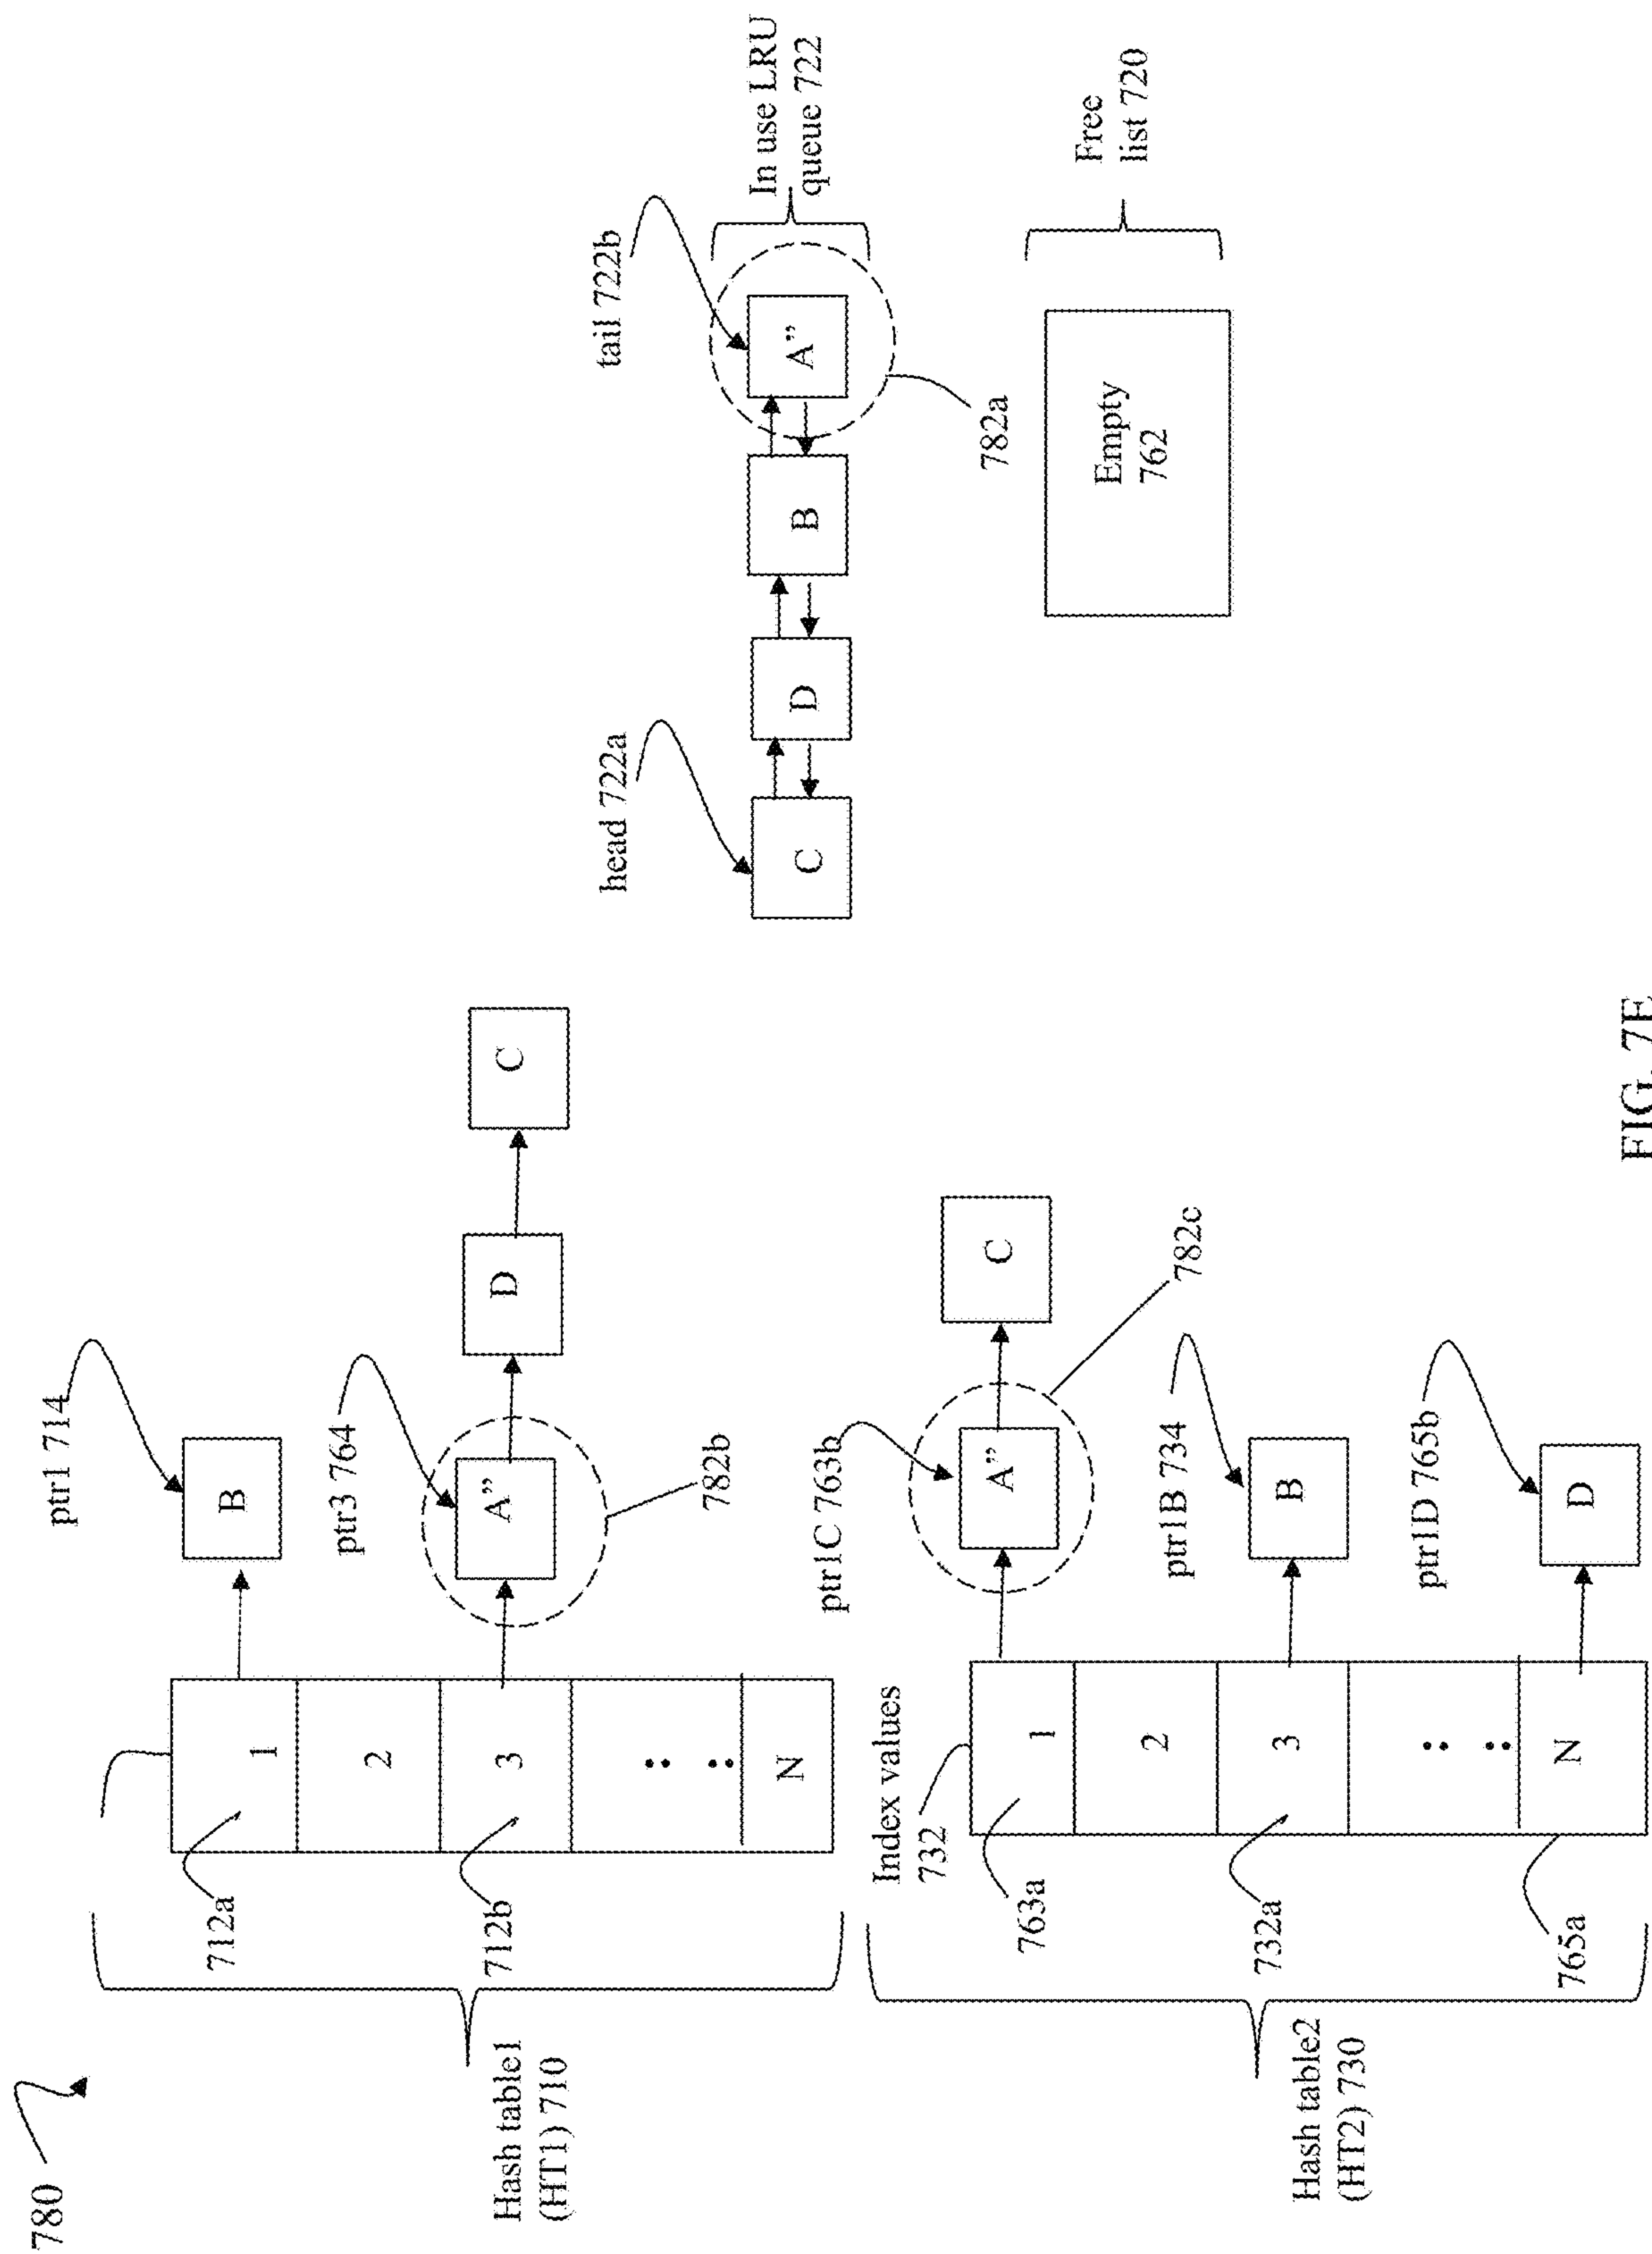 780
Hash table1
(HT1) 710
712a
712b
1
2
3
N
ptr1 714
B
ptr3 764
A”
D
C
782b
head 722a
C
D
B
A”
tail 722b
In use LRU
queue 722
782a
Empty
762
Free
list 720
Hash table2
(HT2) 730
Index values
732
763a
732a
765a
1
2
3
N
ptr1C 763b
A”
C
782c
ptr1B 734
B
ptr1D 765b
D
FIG.